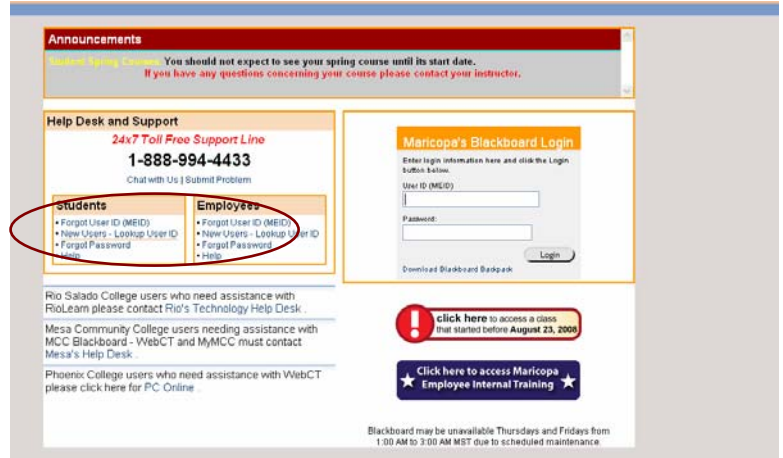 Announcements
Student Spring Courses: You should not expect to see your spring course until its start date.
If you have any questions concerning your course please contact your instructor.
Help Desk and Support
24x7 Toll Free Support Line
1-888-994-4433
Chat with Us | Submit Problem
Students
• Forgot User ID (MEID)
• New Users - Lookup User ID
• Forgot Password
• Help
Employees
• Forgot User ID (MEID)
• New Users - Lookup User ID
• Forgot Password
• Help
Maricopa's Blackboard Login
Enter login information here and click the Login
button below.
User ID (MEID)
Password:
Login
Download Blackboard Backpack
Rio Salado College users who need assistance with
RioLearn please contact Rio's Technology Help Desk .
Mesa Community College users needing assistance with
MCC Blackboard - WebCT and MyMCC must contact
Mesa's Help Desk .
Phoenix College users who need assistance with WebCT
please click here for PC Online .
click here to access a class
that started before August 23, 2008
Click here to access Maricopa
Employee Internal Training
Blackboard may be unavailable Thursdays and Fridays from
1:00 AM to 3:00 AM MST due to scheduled maintenance.